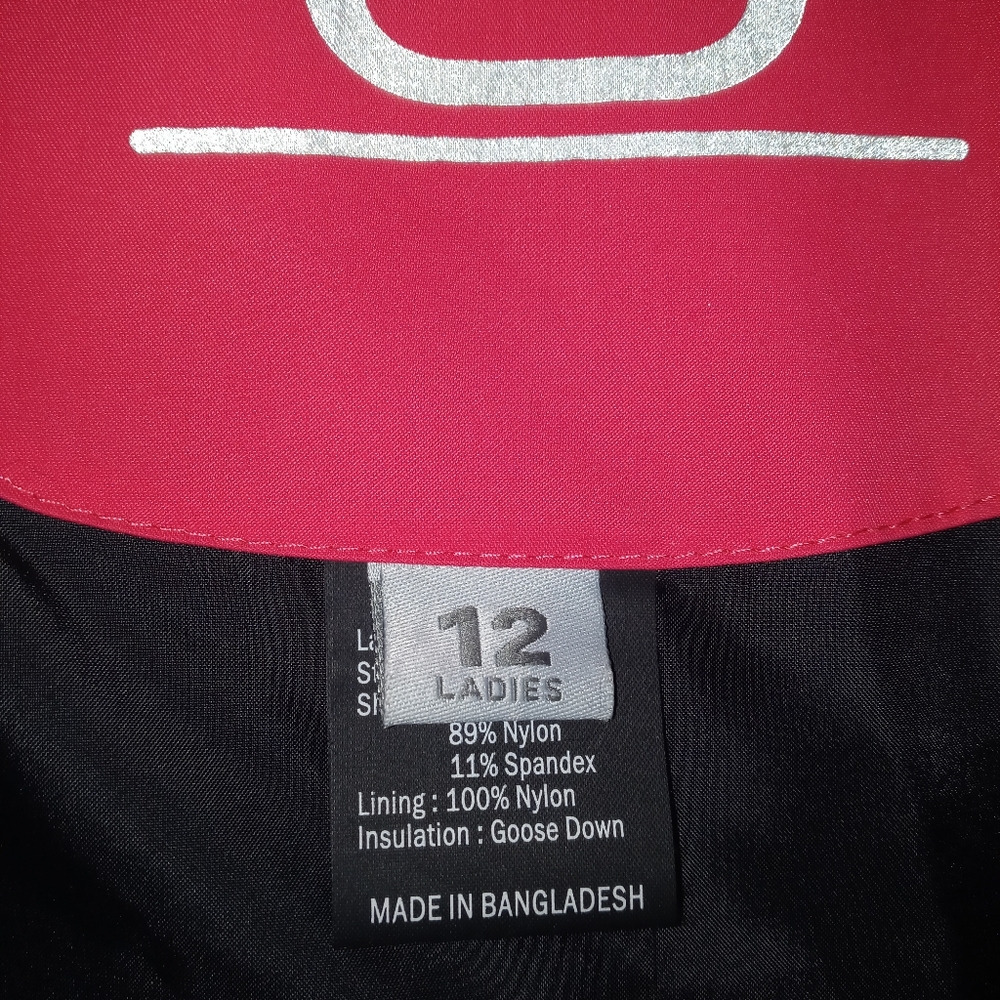 12
LADIES
89% Nylon
11% Spandex
Lining : 100% Nylon
Insulation : Goose Down
MADE IN BANGLADESH